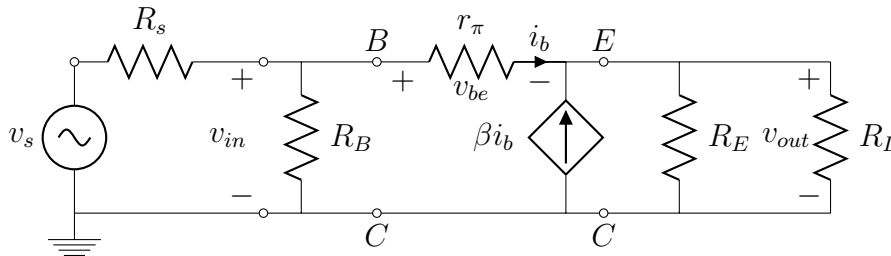 R_s
r_π
i_b
B
E
+
+
−
+
v_be
v_s
v_in
R_B
βi_b
R_E
v_out
R_L
−
−
C
C